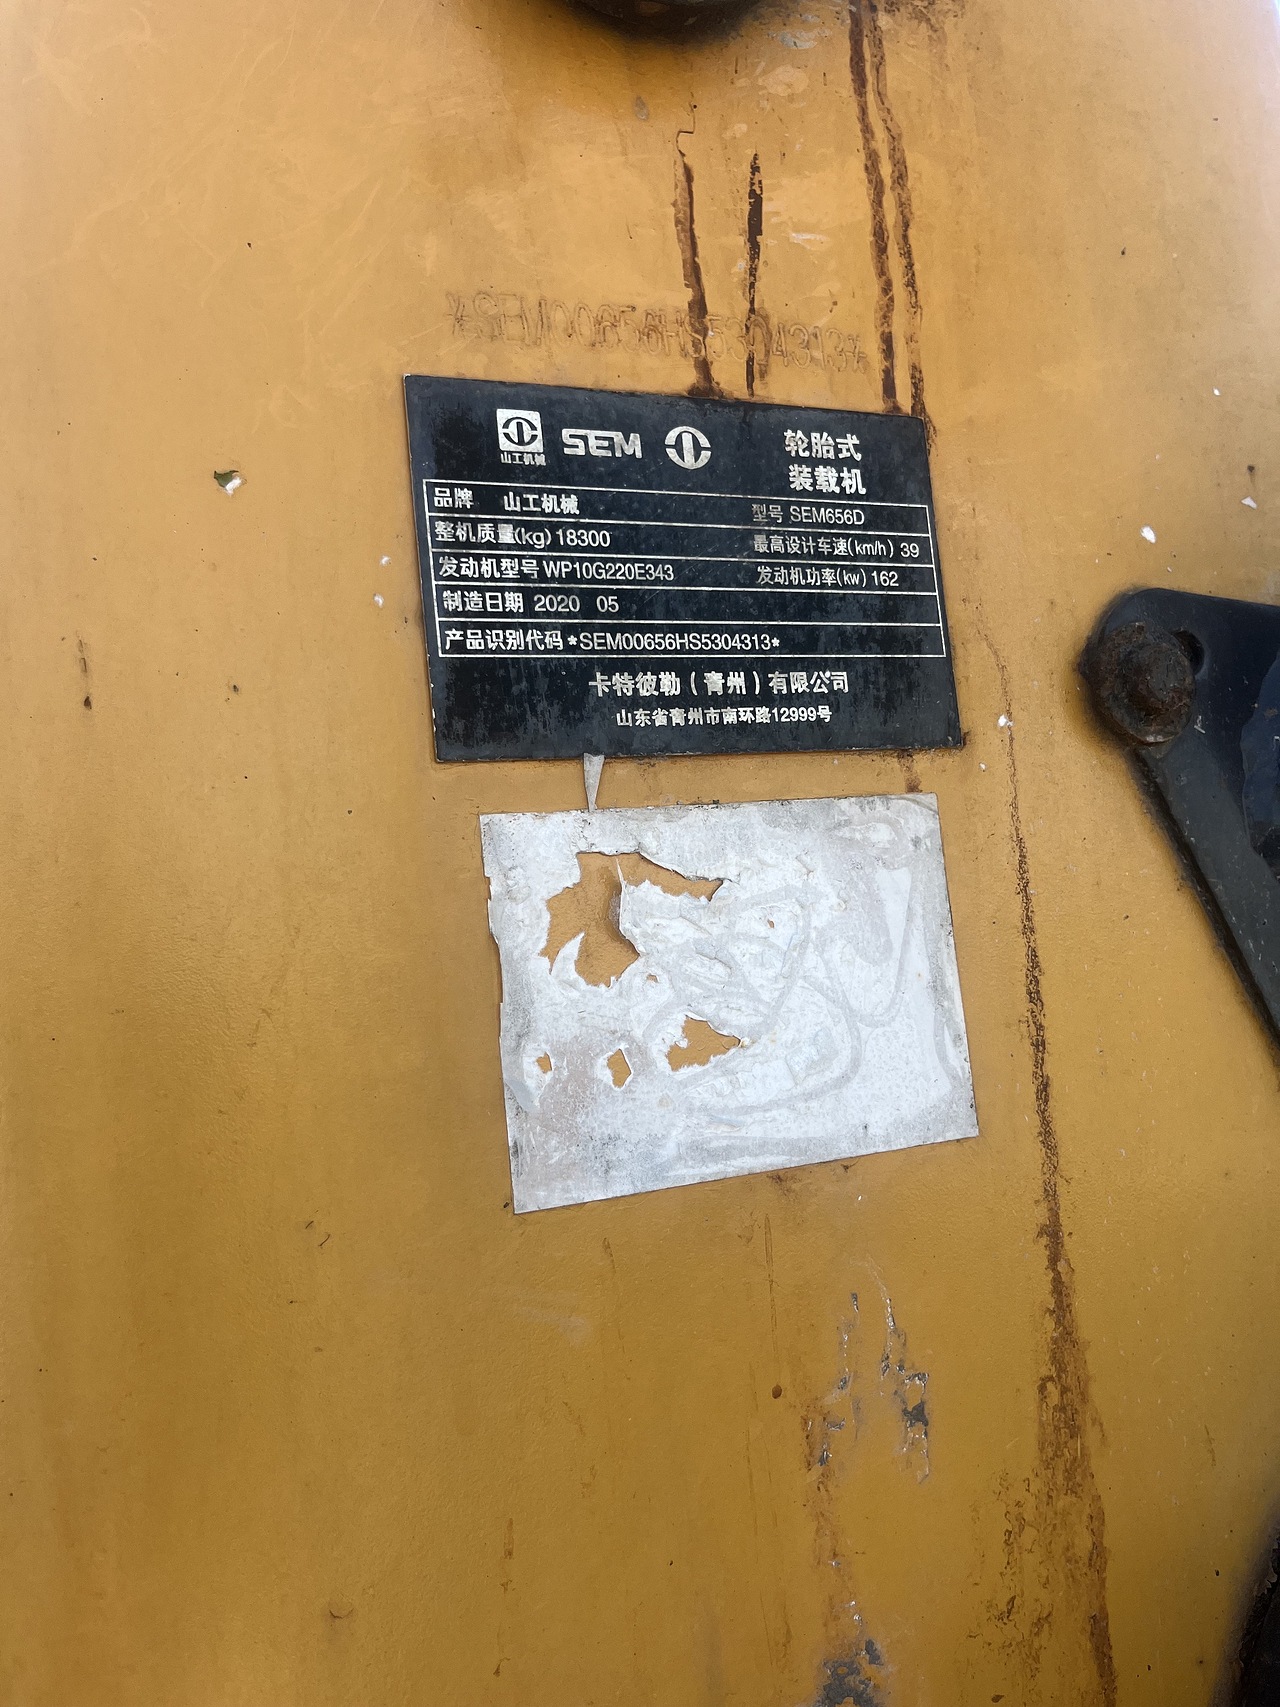 *SEM00656HS5304313*
山工机械 SEM
轮胎式
装载机
品牌 山工机械 型号 SEM656D
整机质量(kg) 18300 最高设计车速(km/h) 39
发动机型号 WP10G220E343 发动机功率(kw) 162
制造日期 2020 05
产品识别代码 *SEM00656HS5304313*
卡特彼勒(青州)有限公司
山东省青州市南环路12999号